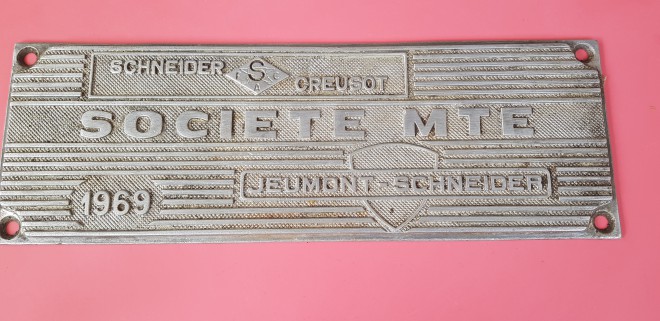 SCHNEIDER S CREUSOT
SOCIETE MTE
JEUMONT-SCHNEIDER
1969